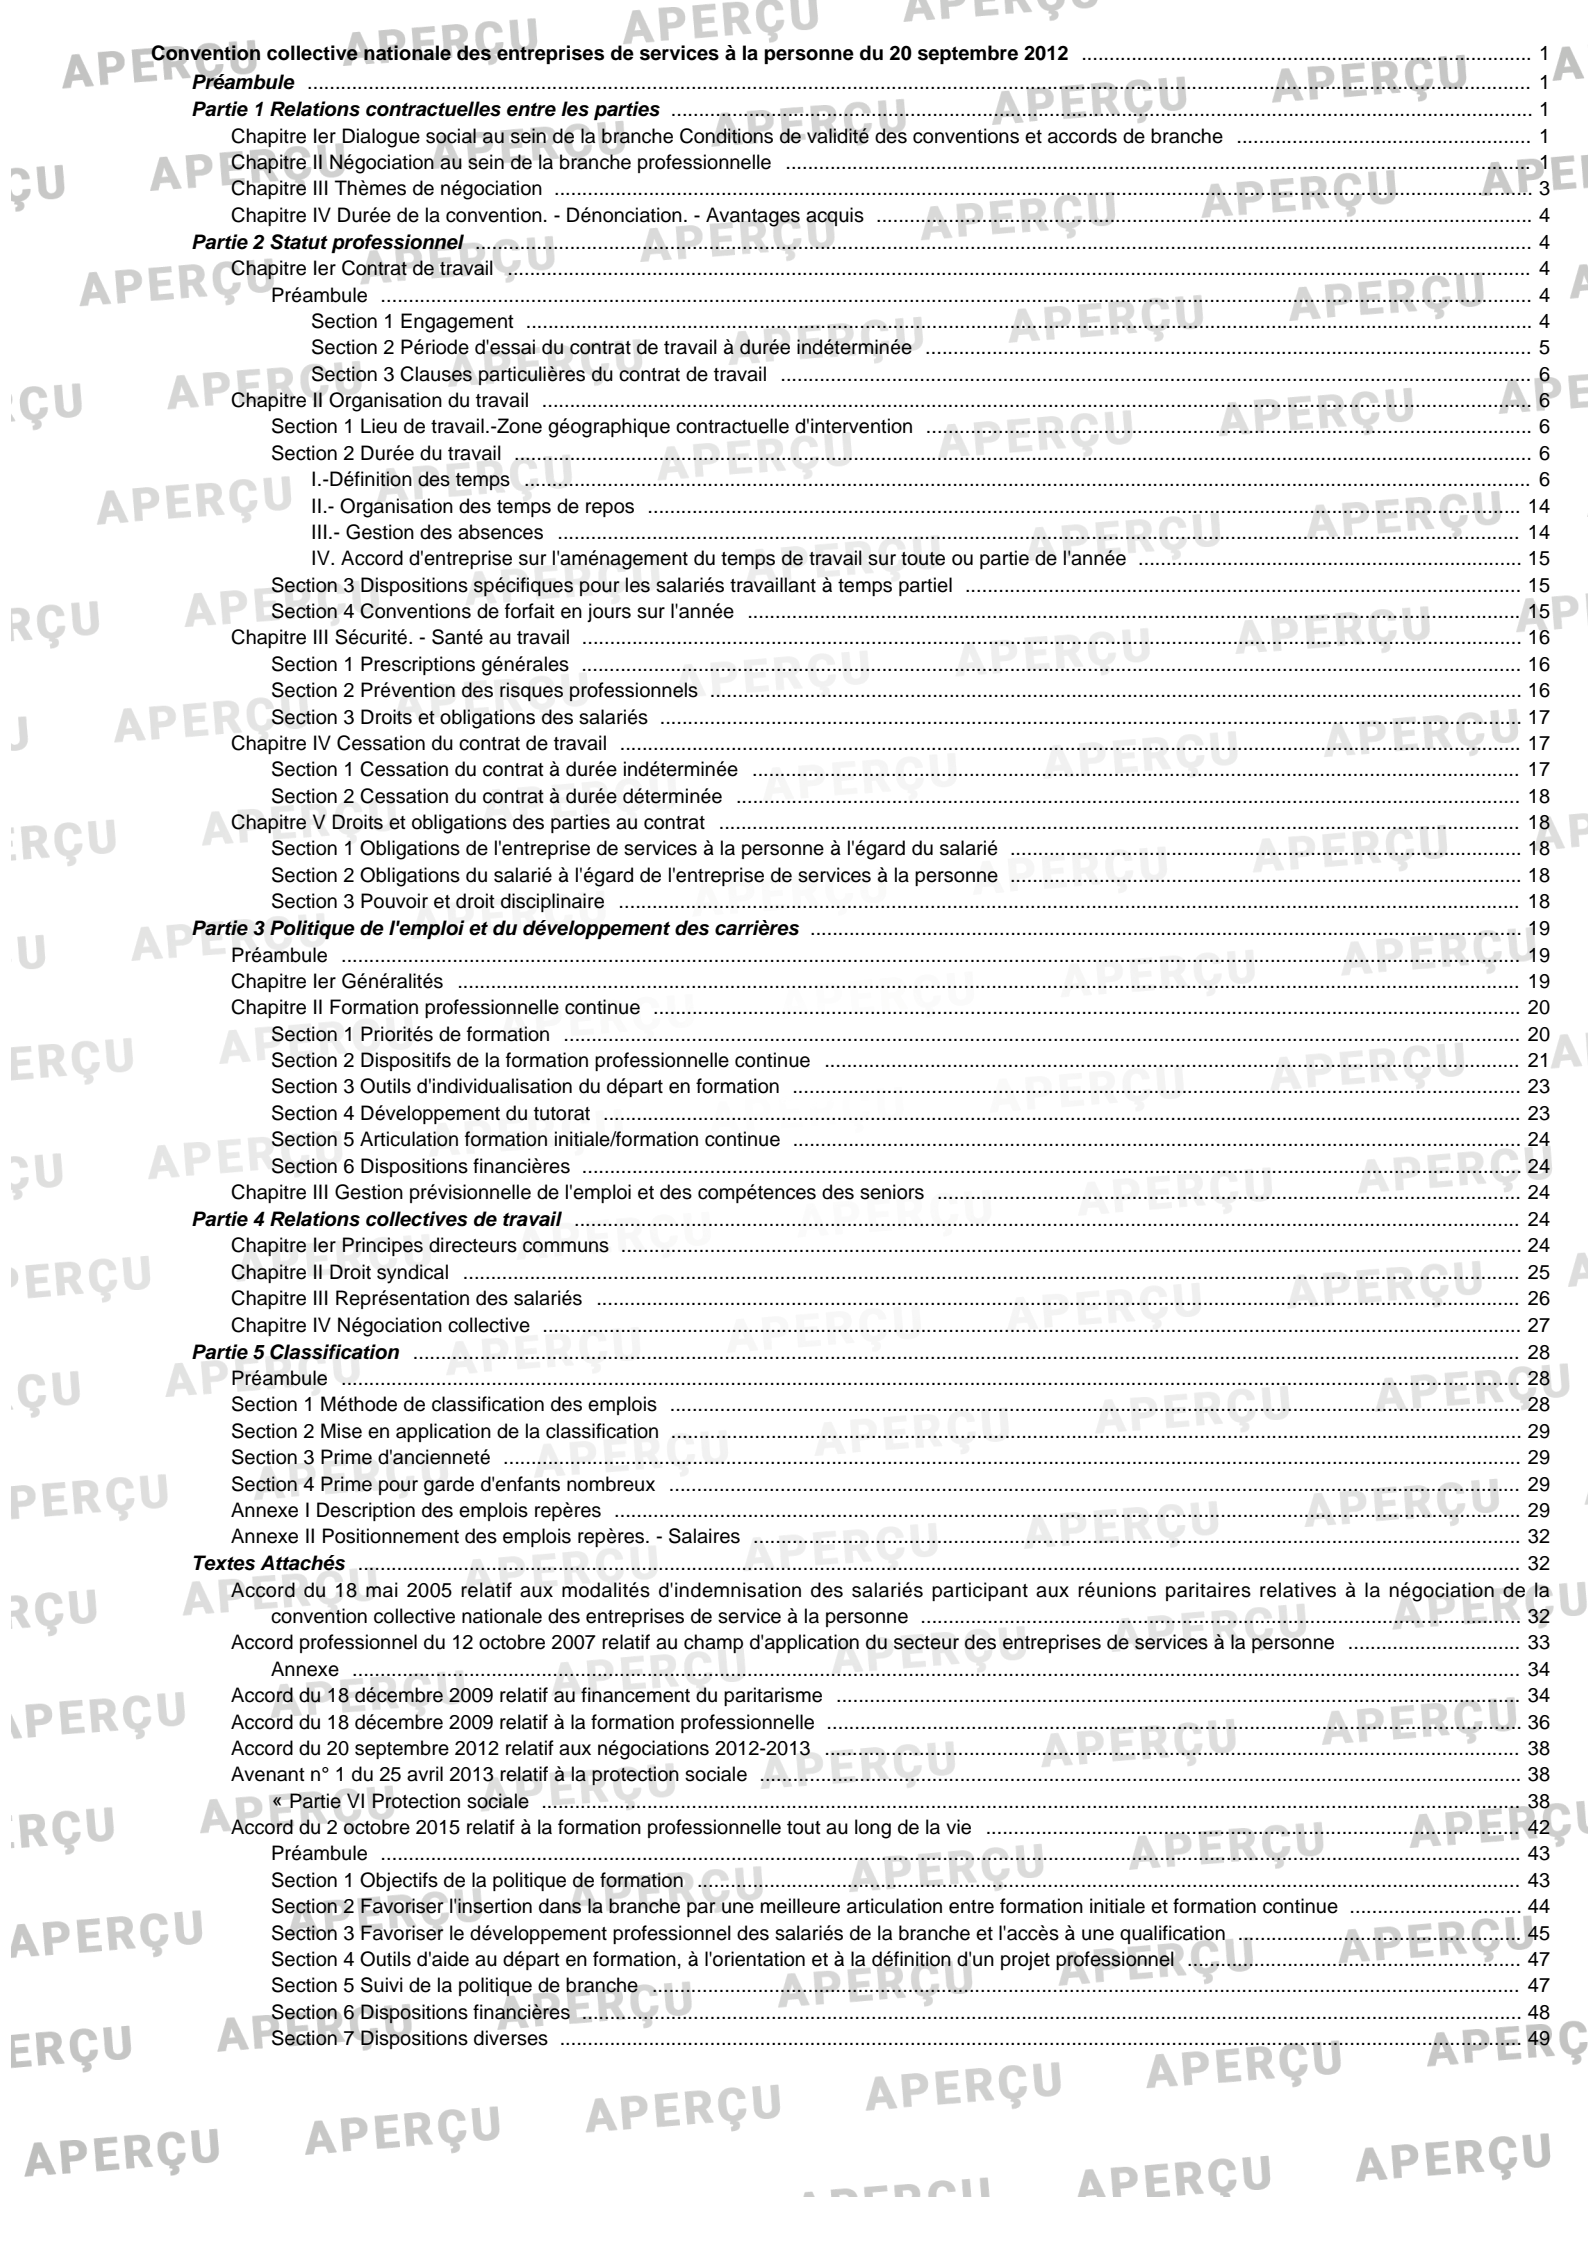 Convention collective nationale des entreprises de services à la personne du 20 septembre 2012 ... 1
Préambule ... 1
Partie 1 Relations contractuelles entre les parties ... 1
Chapitre Ier Dialogue social au sein de la branche Conditions de validité des conventions et accords de branche ... 1
Chapitre II Négociation au sein de la branche professionnelle ... 1
Chapitre III Thèmes de négociation ... 3
Chapitre IV Durée de la convention. - Dénonciation. - Avantages acquis ... 4
Partie 2 Statut professionnel ... 4
Chapitre Ier Contrat de travail ... 4
Préambule ... 4
Section 1 Engagement ... 4
Section 2 Période d'essai du contrat de travail à durée indéterminée ... 5
Section 3 Clauses particulières du contrat de travail ... 6
Chapitre II Organisation du travail ... 6
Section 1 Lieu de travail.-Zone géographique contractuelle d'intervention ... 6
Section 2 Durée du travail ... 6
I.-Définition des temps ... 6
II.- Organisation des temps de repos ... 14
III.- Gestion des absences ... 14
IV. Accord d'entreprise sur l'aménagement du temps de travail sur toute ou partie de l'année ... 15
Section 3 Dispositions spécifiques pour les salariés travaillant à temps partiel ... 15
Section 4 Conventions de forfait en jours sur l'année ... 15
Chapitre III Sécurité. - Santé au travail ... 16
Section 1 Prescriptions générales ... 16
Section 2 Prévention des risques professionnels ... 16
Section 3 Droits et obligations des salariés ... 17
Chapitre IV Cessation du contrat de travail ... 17
Section 1 Cessation du contrat à durée indéterminée ... 17
Section 2 Cessation du contrat à durée déterminée ... 18
Chapitre V Droits et obligations des parties au contrat ... 18
Section 1 Obligations de l'entreprise de services à la personne à l'égard du salarié ... 18
Section 2 Obligations du salarié à l'égard de l'entreprise de services à la personne ... 18
Section 3 Pouvoir et droit disciplinaire ... 18
Partie 3 Politique de l'emploi et du développement des carrières ... 19
Préambule ... 19
Chapitre Ier Généralités ... 19
Chapitre II Formation professionnelle continue ... 20
Section 1 Priorités de formation ... 20
Section 2 Dispositifs de la formation professionnelle continue ... 21
Section 3 Outils d'individualisation du départ en formation ... 23
Section 4 Développement du tutorat ... 23
Section 5 Articulation formation initiale/formation continue ... 24
Section 6 Dispositions financières ... 24
Chapitre III Gestion prévisionnelle de l'emploi et des compétences des seniors ... 24
Partie 4 Relations collectives de travail ... 24
Chapitre Ier Principes directeurs communs ... 24
Chapitre II Droit syndical ... 25
Chapitre III Représentation des salariés ... 26
Chapitre IV Négociation collective ... 27
Partie 5 Classification ... 28
Préambule ... 28
Section 1 Méthode de classification des emplois ... 28
Section 2 Mise en application de la classification ... 29
Section 3 Prime d'ancienneté ... 29
Section 4 Prime pour garde d'enfants nombreux ... 29
Annexe I Description des emplois repères ... 29
Annexe II Positionnement des emplois repères. - Salaires ... 32
Textes Attachés ... 32
Accord du 18 mai 2005 relatif aux modalités d'indemnisation des salariés participant aux réunions paritaires relatives à la négociation de la
convention collective nationale des entreprises de service à la personne ... 32
Accord professionnel du 12 octobre 2007 relatif au champ d'application du secteur des entreprises de services à la personne ... 33
Annexe ... 34
Accord du 18 décembre 2009 relatif au financement du paritarisme ... 34
Accord du 18 décembre 2009 relatif à la formation professionnelle ... 36
Accord du 20 septembre 2012 relatif aux négociations 2012-2013 ... 38
Avenant n° 1 du 25 avril 2013 relatif à la protection sociale ... 38
« Partie VI Protection sociale ... 38
Accord du 2 octobre 2015 relatif à la formation professionnelle tout au long de la vie ... 42
Préambule ... 43
Section 1 Objectifs de la politique de formation ... 43
Section 2 Favoriser l'insertion dans la branche par une meilleure articulation entre formation initiale et formation continue ... 44
Section 3 Favoriser le développement professionnel des salariés de la branche et l'accès à une qualification ... 45
Section 4 Outils d'aide au départ en formation, à l'orientation et à la définition d'un projet professionnel ... 47
Section 5 Suivi de la politique de branche ... 47
Section 6 Dispositions financières ... 48
Section 7 Dispositions diverses ... 49
APERÇU